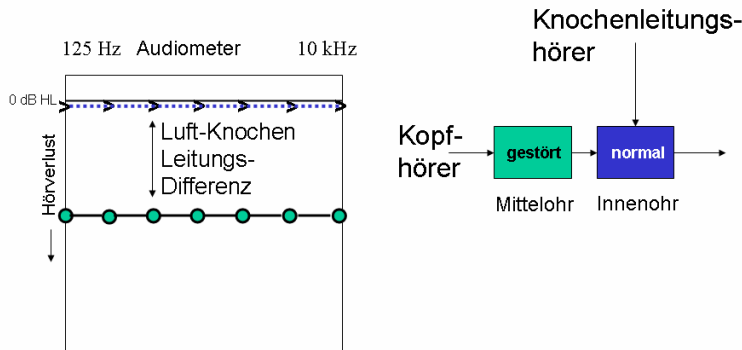 125 Hz Audiometer 10 kHz
0 dB HL
Luft-Knochen
Leitungs-
Differenz
Hörverlust
Knochenleitungs-
hörer
Kopf-
hörer
gestört
normal
Mittelohr
Innenohr